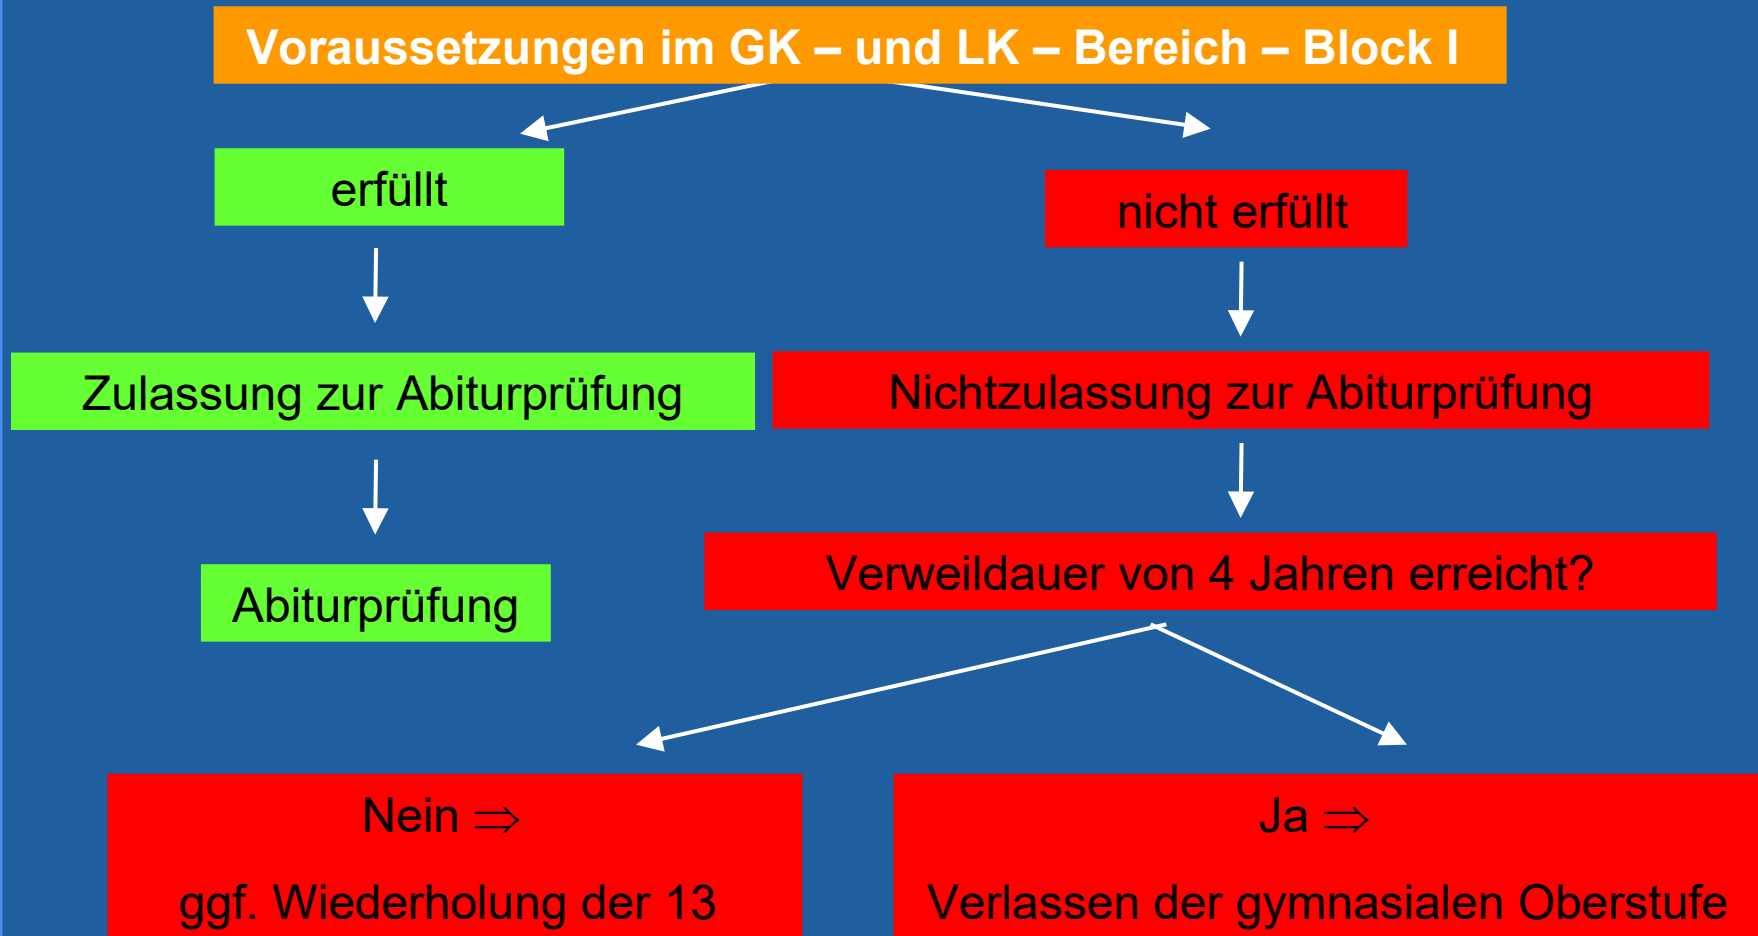 Voraussetzungen im GK – und LK – Bereich – Block I
erfüllt
nicht erfüllt
Zulassung zur Abiturprüfung
Nichtzulassung zur Abiturprüfung
Abiturprüfung
Verweildauer von 4 Jahren erreicht?
Nein ⇒
ggf. Wiederholung der 13
Ja ⇒
Verlassen der gymnasialen Oberstufe